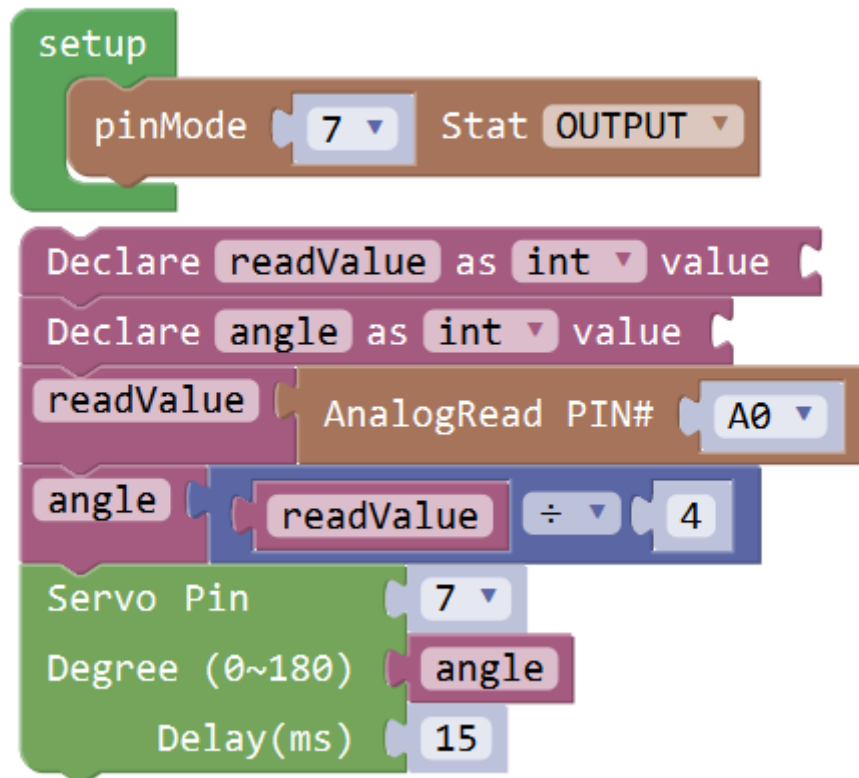 setup
pinMode 7 Stat OUTPUT
Declare readValue as int value
Declare angle as int value
readValue AnalogRead PIN# A0
angle readValue ÷ 4
Servo Pin 7
Degree (0~180) angle
Delay(ms) 15